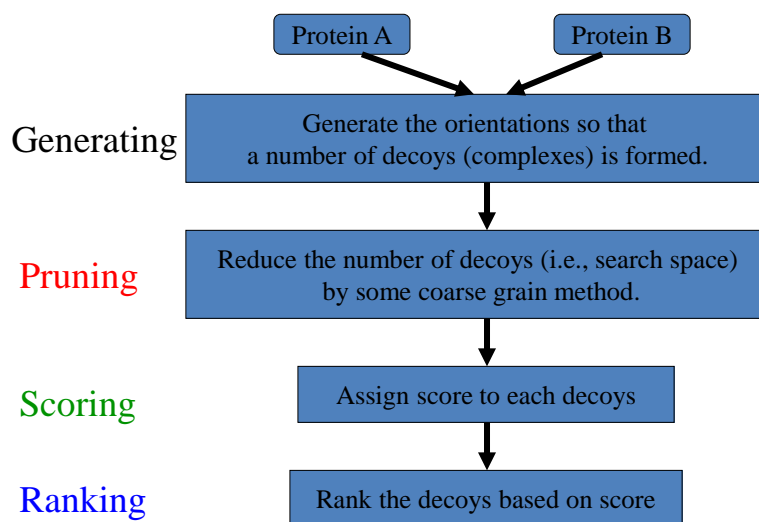 Protein A
Protein B
Generating
Generate the orientations so that
a number of decoys (complexes) is formed.
Pruning
Reduce the number of decoys (i.e., search space)
by some coarse grain method.
Scoring
Assign score to each decoys
Ranking
Rank the decoys based on score